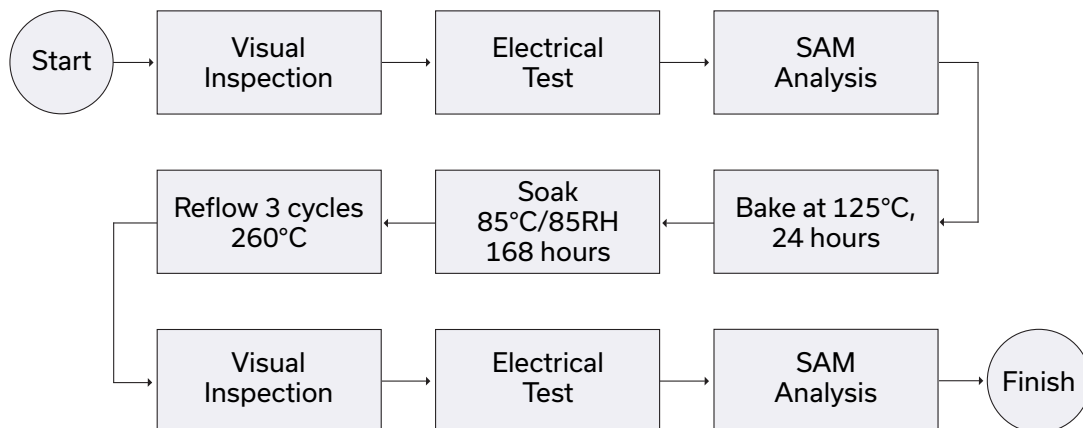 Start
Visual
Inspection
Electrical
Test
SAM
Analysis
Reflow 3 cycles
260°C
Soak
85°C/85RH
168 hours
Bake at 125°C,
24 hours
Visual
Inspection
Electrical
Test
SAM
Analysis
Finish